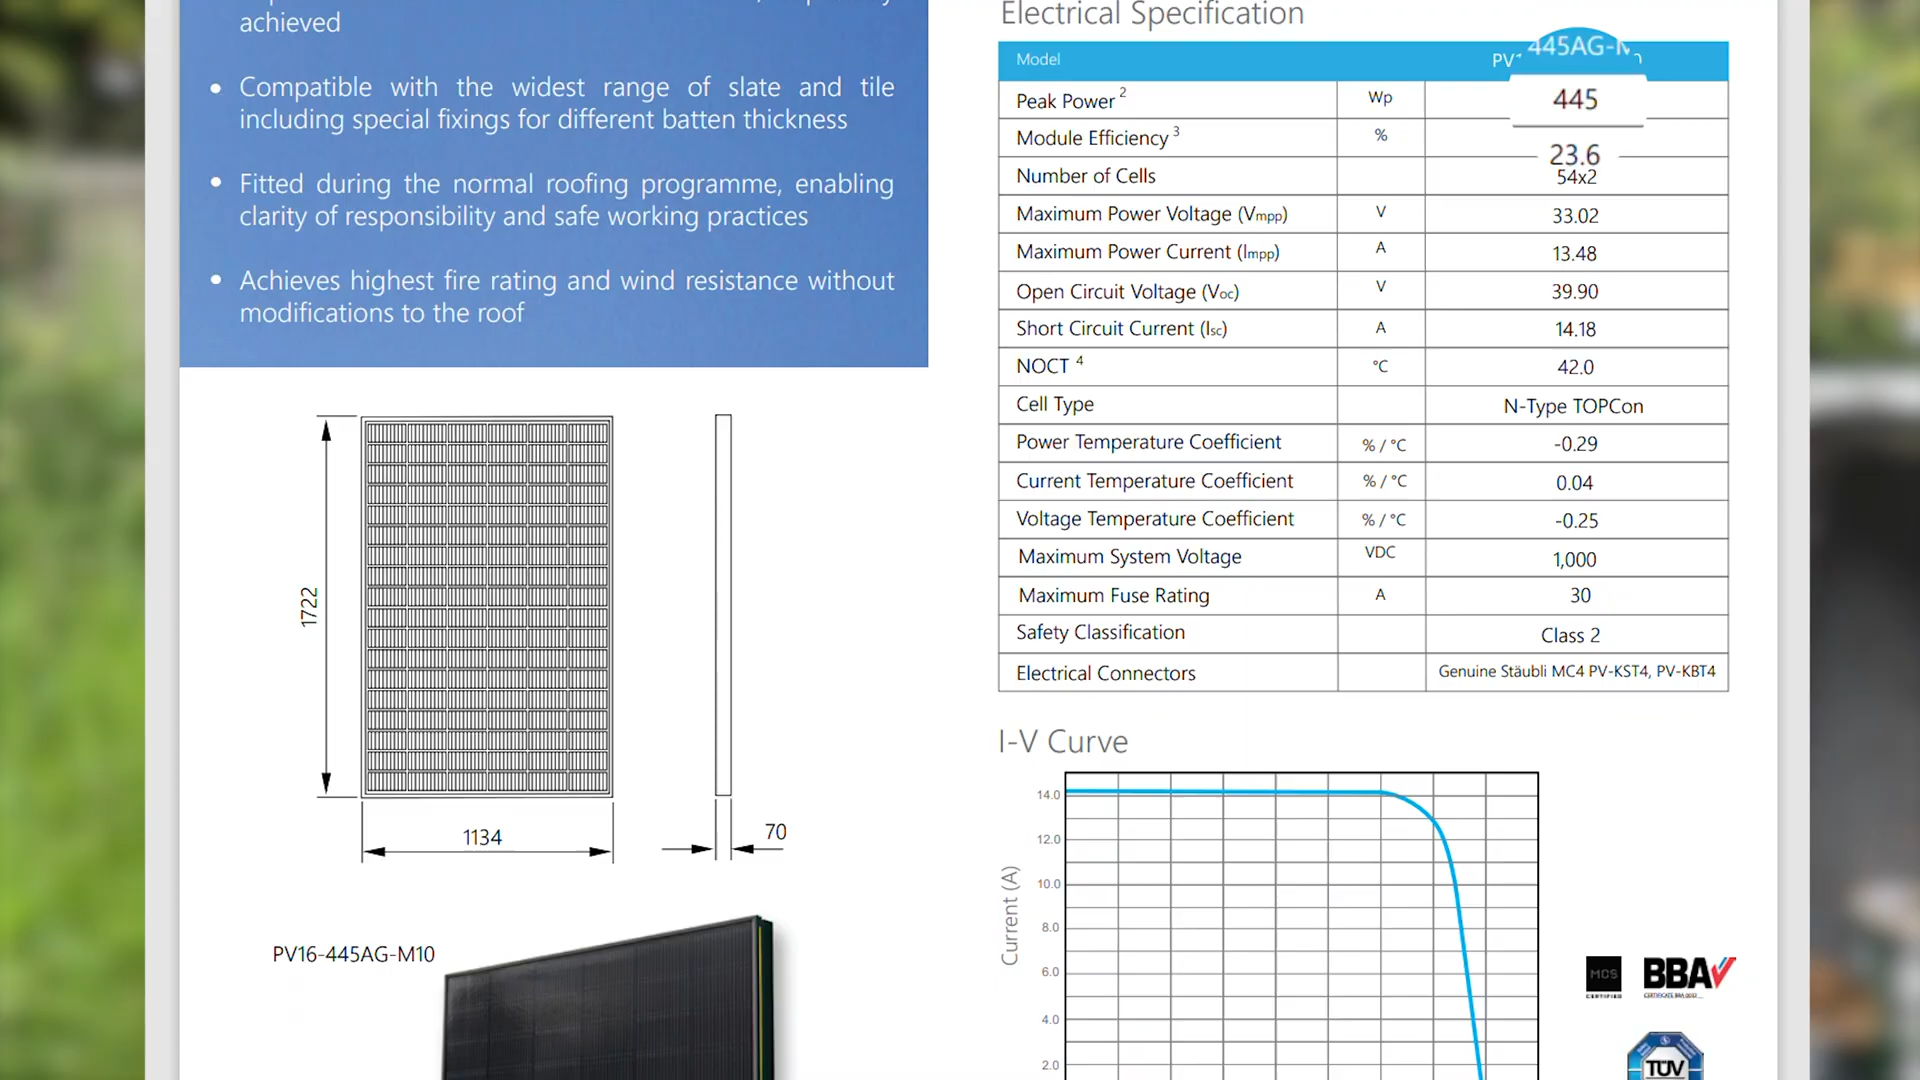 achieved
• Compatible with the widest range of slate and tile
including special fixings for different batten thickness
• Fitted during the normal roofing programme, enabling
clarity of responsibility and safe working practices
• Achieves highest fire rating and wind resistance without
modifications to the roof
1722
1134
70
PV16-445AG-M10
Electrical Specification
Model 445AG-M
Peak Power 2 Wp 445
Module Efficiency 3 % 23.6
Number of Cells 54x2
Maximum Power Voltage (Vmpp) V 33.02
Maximum Power Current (Impp) A 13.48
Open Circuit Voltage (Voc) V 39.90
Short Circuit Current (Isc) A 14.18
NOCT 4 °C 42.0
Cell Type N-Type TOPCon
Power Temperature Coefficient % / °C -0.29
Current Temperature Coefficient % / °C 0.04
Voltage Temperature Coefficient % / °C -0.25
Maximum System Voltage VDC 1,000
Maximum Fuse Rating A 30
Safety Classification Class 2
Electrical Connectors Genuine Stäubli MC4 PV-KST4, PV-KBT4
I-V Curve
Current (A)
14.0
12.0
10.0
8.0
6.0
4.0
2.0
MCS
CERTIFIED
BBA
TÜV